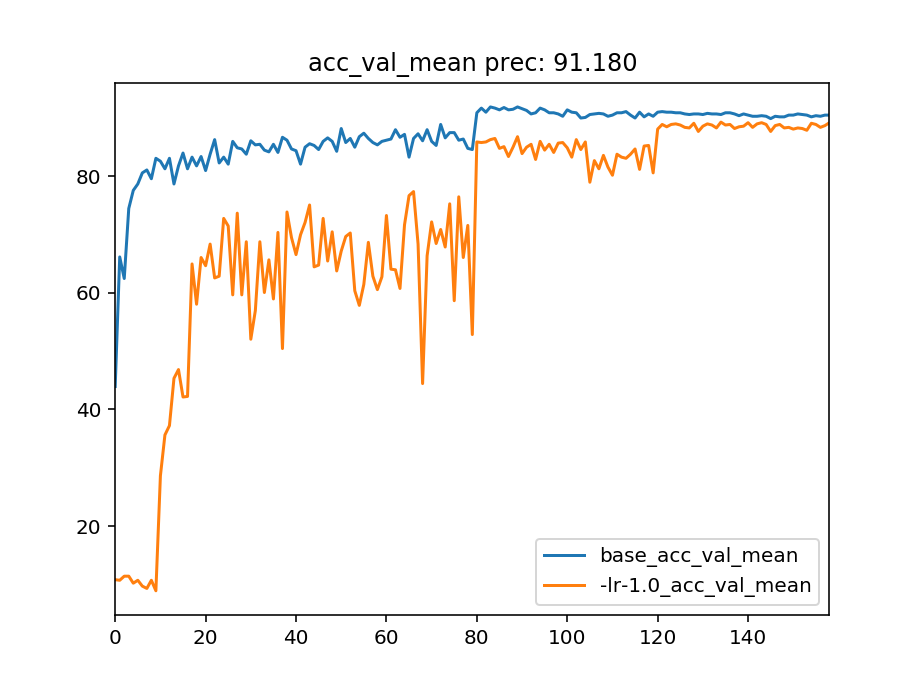 acc_val_mean prec: 91.180
80
60
40
20
base_acc_val_mean
-lr-1.0_acc_val_mean
0 20 40 60 80 100 120 140